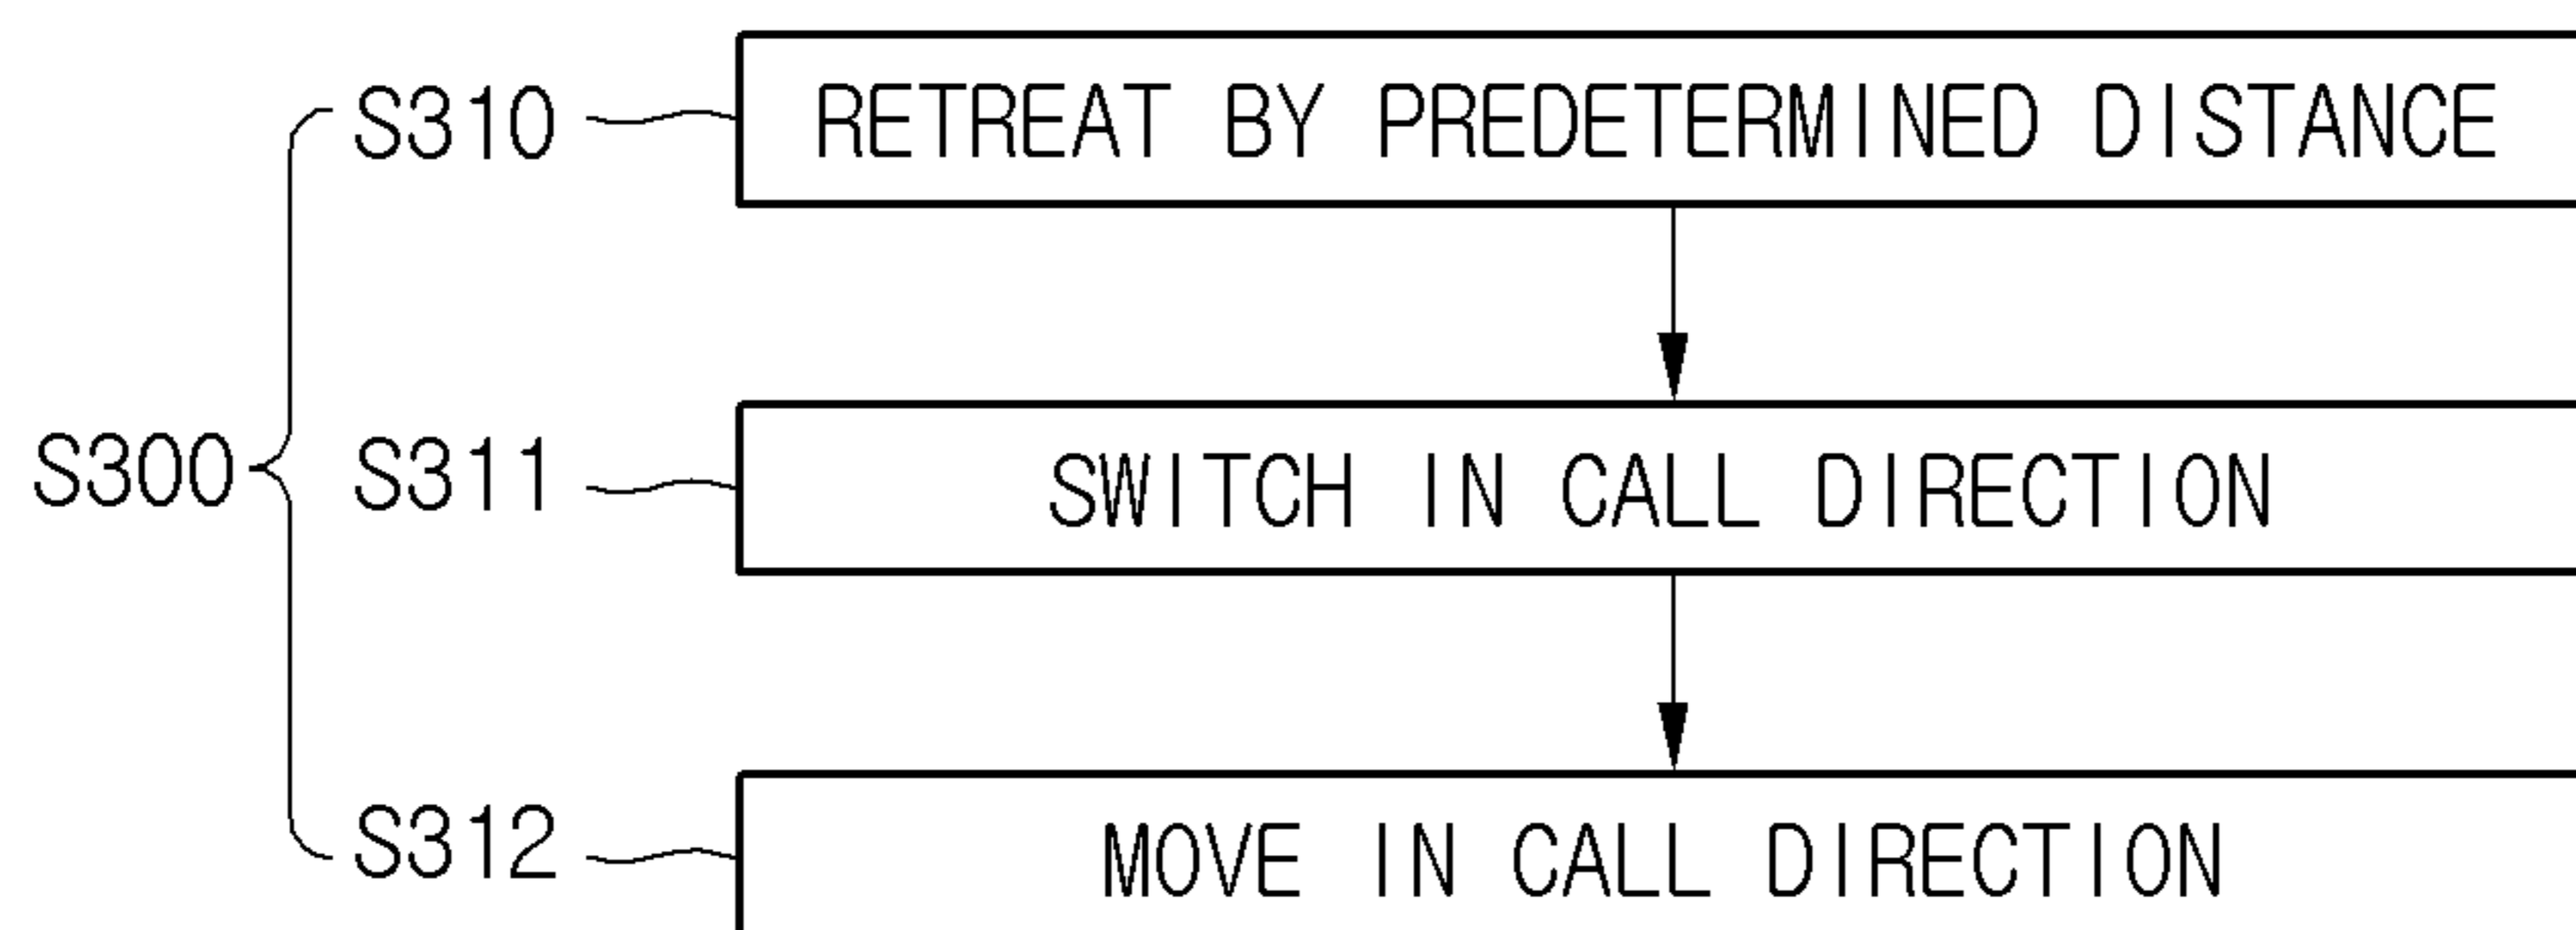 S310 RETREAT BY PREDETERMINED DISTANCE
S300 S311 SWITCH IN CALL DIRECTION
S312 MOVE IN CALL DIRECTION